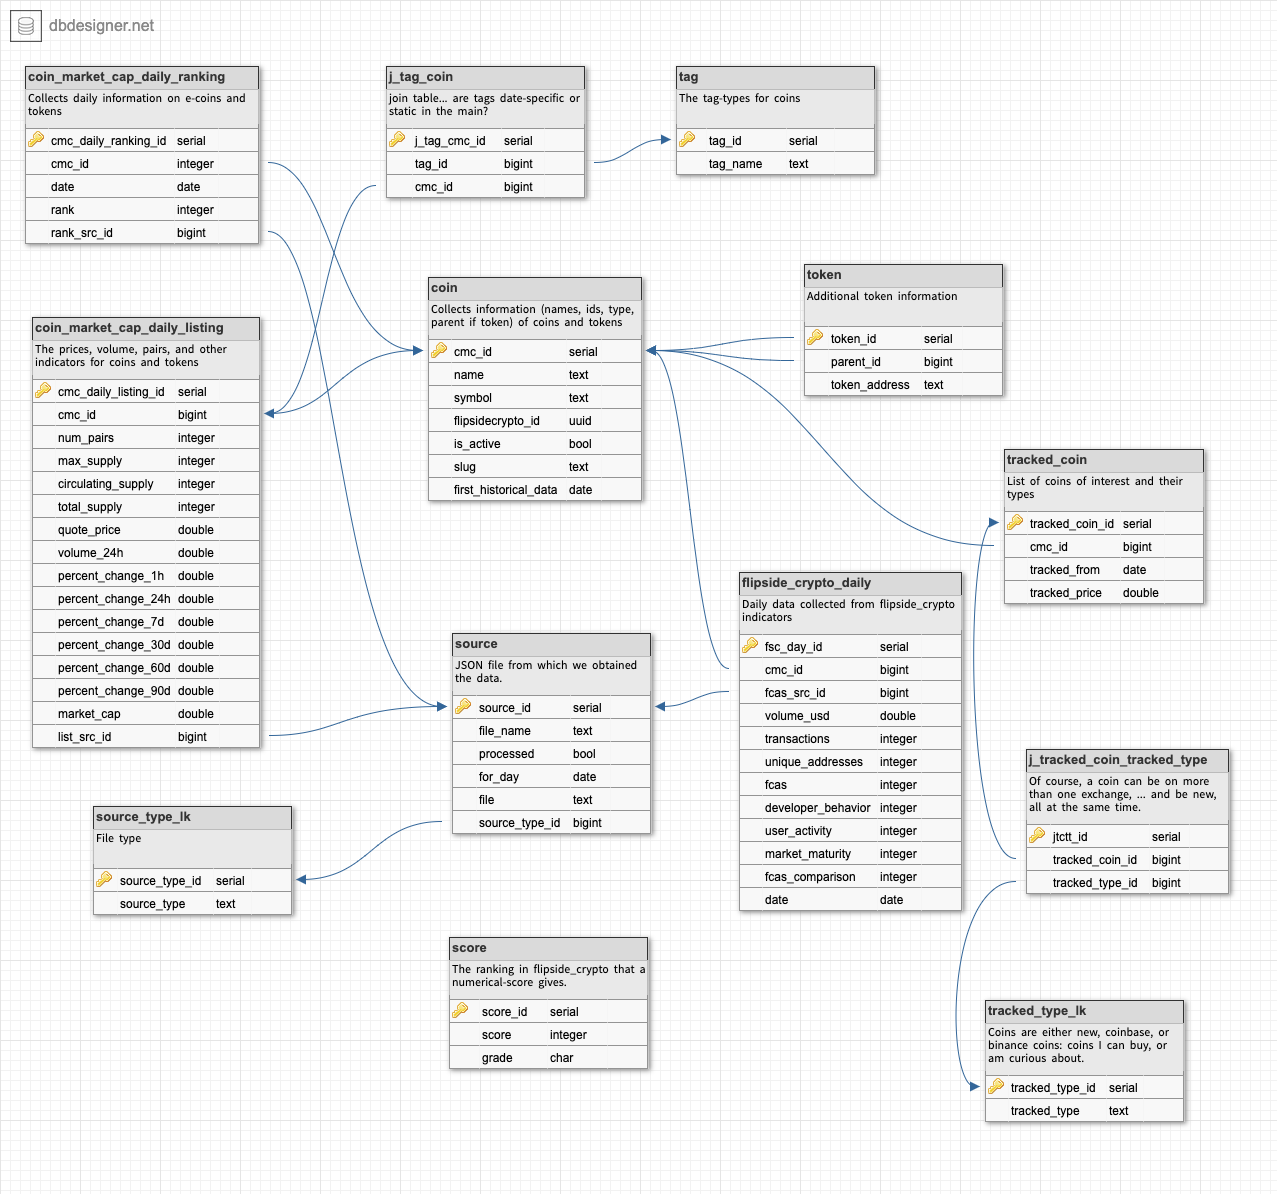 dbdesigner.net
coin_market_cap_daily_ranking
Collects daily information on e-coins and
tokens
cmc_daily_ranking_id serial
cmc_id integer
date date
rank integer
rank_src_id bigint
j_tag_coin
join table... are tags date-specific or
static in the main?
j_tag_cmc_id serial
tag_id bigint
cmc_id bigint
tag
The tag-types for coins
tag_id serial
tag_name text
coin
Collects information (names, ids, type,
parent if token) of coins and tokens
cmc_id serial
name text
symbol text
flipsidecrypto_id uuid
is_active bool
slug text
first_historical_data date
token
Additional token information
token_id serial
parent_id bigint
token_address text
coin_market_cap_daily_listing
The prices, volume, pairs, and other
indicators for coins and tokens
cmc_daily_listing_id serial
cmc_id bigint
num_pairs integer
max_supply integer
circulating_supply integer
total_supply integer
quote_price double
volume_24h double
percent_change_1h double
percent_change_24h double
percent_change_7d double
percent_change_30d double
percent_change_60d double
percent_change_90d double
market_cap double
list_src_id bigint
tracked_coin
List of coins of interest and their
types
tracked_coin_id serial
cmc_id bigint
tracked_from date
tracked_price double
flipside_crypto_daily
Daily data collected from flipside_crypto
indicators
fsc_day_id serial
cmc_id bigint
fcas_src_id bigint
volume_usd double
transactions integer
unique_addresses integer
fcas integer
developer_behavior integer
user_activity integer
market_maturity integer
fcas_comparison integer
date date
source
JSON file from which we obtained
the data.
source_id serial
file_name text
processed bool
for_day date
file text
source_type_id bigint
j_tracked_coin_tracked_type
Of course, a coin can be on more
than one exchange, ... and be new,
all at the same time.
jtctt_id serial
tracked_coin_id bigint
tracked_type_id bigint
source_type_lk
File type
source_type_id serial
source_type text
score
The ranking in flipside_crypto that a
numerical-score gives.
score_id serial
score integer
grade char
tracked_type_lk
Coins are either new, coinbase, or
binance coins: coins I can buy, or
am curious about.
tracked_type_id serial
tracked_type text